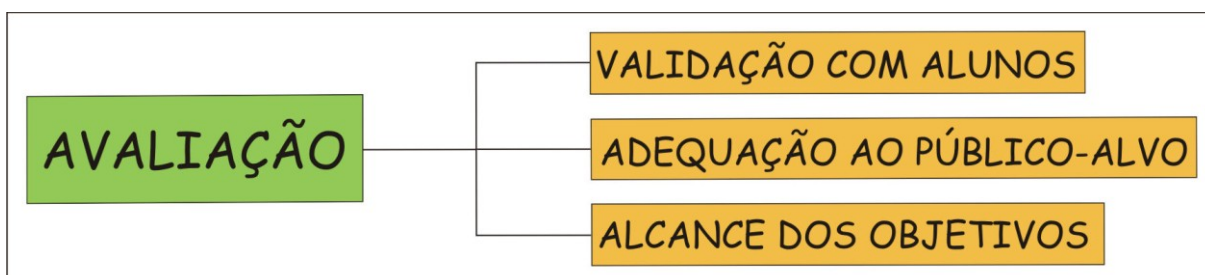 AVALIAÇÃO
VALIDAÇÃO COM ALUNOS
ADEQUAÇÃO AO PÚBLICO-ALVO
ALCANCE DOS OBJETIVOS